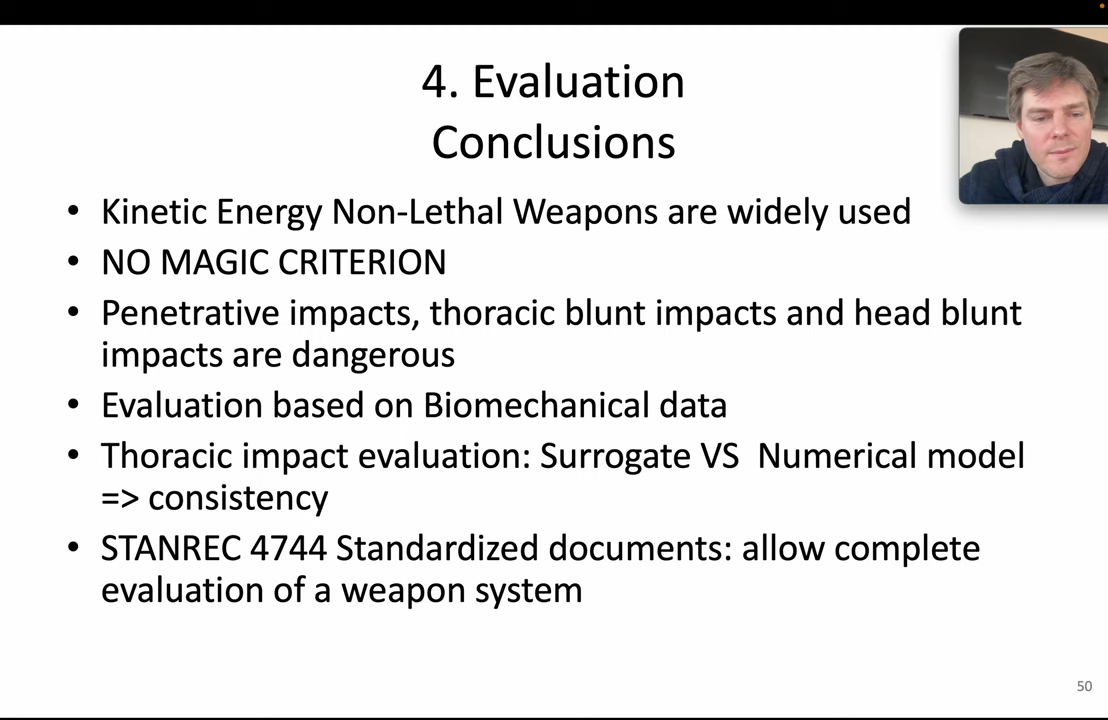 4. Evaluation
Conclusions
• Kinetic Energy Non-Lethal Weapons are widely used
• NO MAGIC CRITERION
• Penetrative impacts, thoracic blunt impacts and head blunt
impacts are dangerous
• Evaluation based on Biomechanical data
• Thoracic impact evaluation: Surrogate VS  Numerical model
=> consistency
• STANREC 4744 Standardized documents: allow complete
evaluation of a weapon system
50